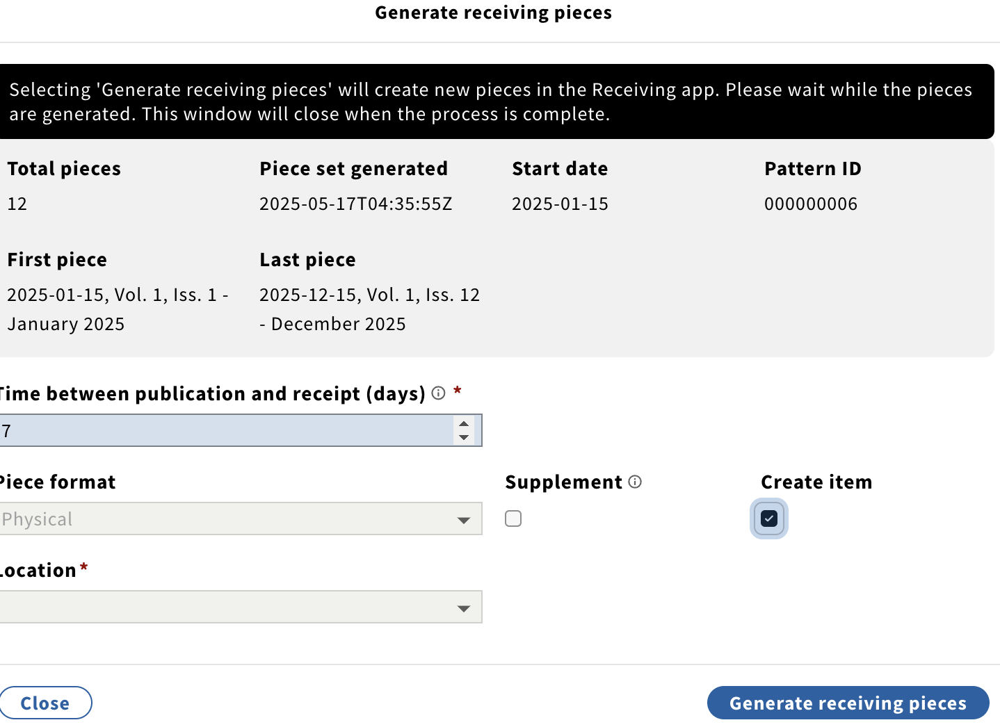 Generate receiving pieces
Selecting 'Generate receiving pieces' will create new pieces in the Receiving app. Please wait while the pieces
are generated. This window will close when the process is complete.
Total pieces
12
Piece set generated
2025-05-17T04:35:55Z
Start date
2025-01-15
Pattern ID
000000006
First piece
2025-01-15, Vol. 1, Iss. 1 -
January 2025
Last piece
2025-12-15, Vol. 1, Iss. 12
- December 2025
Time between publication and receipt (days) *
7
Piece format
Physical
Supplement
Create item
Location*
Close
Generate receiving pieces